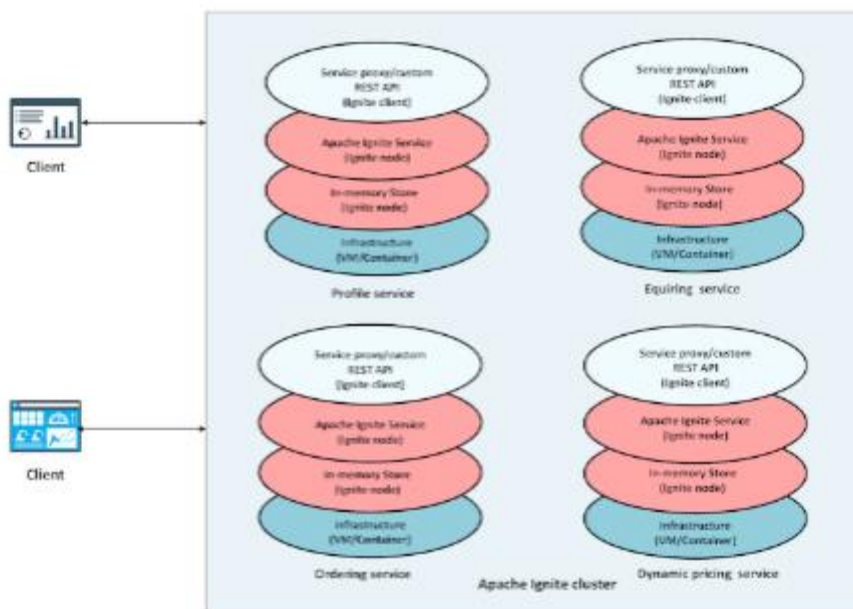 Service proxy/custom
REST API
(Ignite client)
Apache Ignite Service
(Ignite node)
In-memory Store
(Ignite node)
Infrastructure
(VM/Container)
Profile service
Service proxy/custom
REST API
(Ignite client)
Apache Ignite Service
(Ignite node)
In-memory Store
(Ignite node)
Infrastructure
(VM/Container)
Equiring service
Client
Service proxy/custom
REST API
(Ignite client)
Apache Ignite Service
(Ignite node)
In-memory Store
(Ignite node)
Infrastructure
(VM/Container)
Ordering service
Service proxy/custom
REST API
(Ignite client)
Apache Ignite Service
(Ignite node)
In-memory Store
(Ignite node)
Infrastructure
(VM/Container)
Dynamic pricing service
Client
Apache Ignite cluster